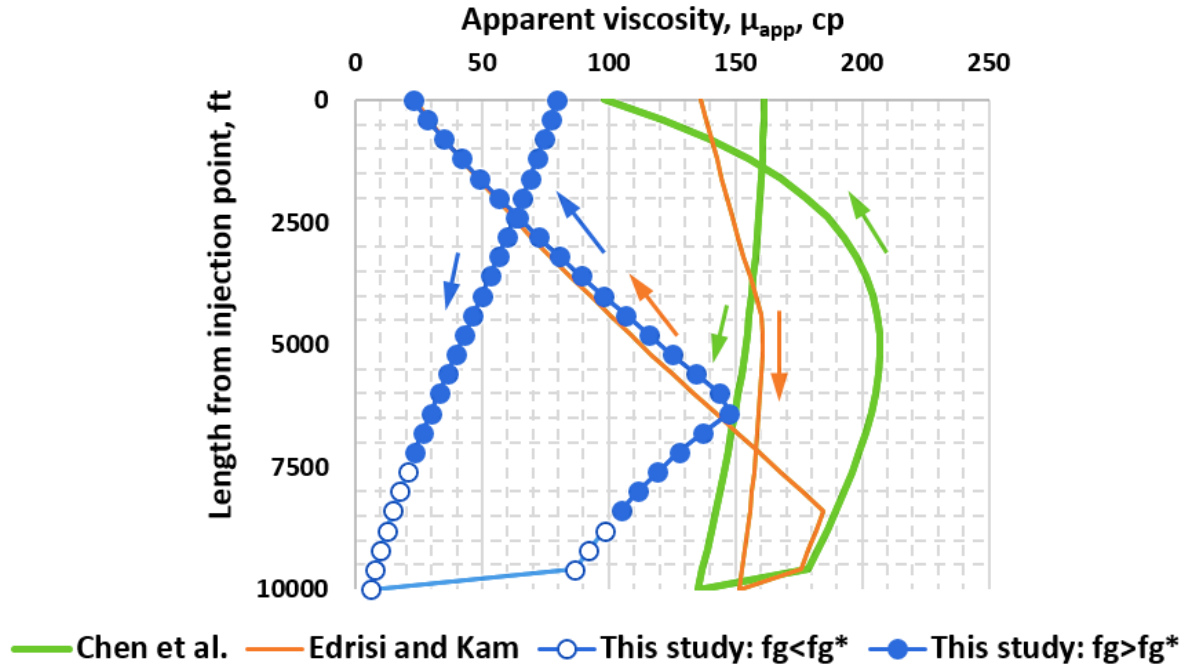 Apparent viscosity, μapp, cp
0 50 100 150 200 250
Length from injection point, ft
0
2500
5000
7500
10000
Chen et al. Edrisi and Kam This study: fg<fg* This study: fg>fg*